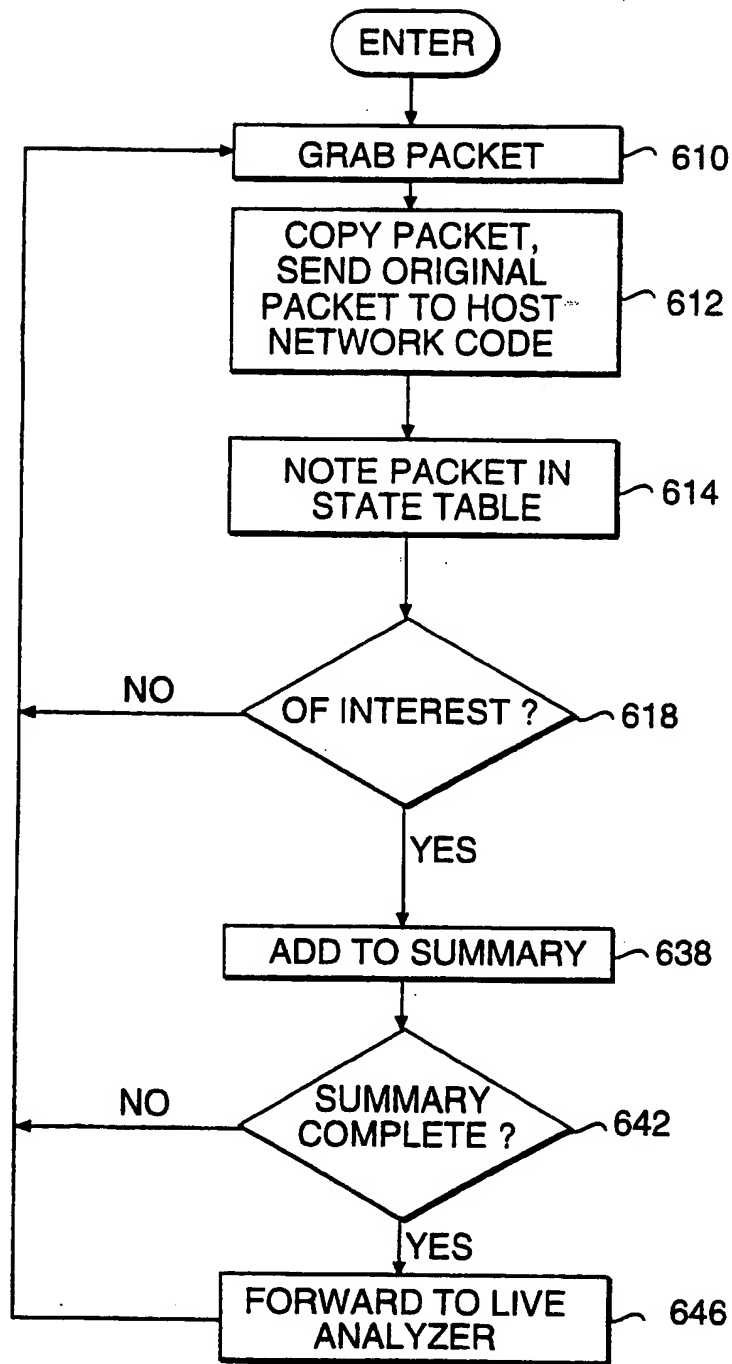 ENTER
GRAB PACKET
610
COPY PACKET,
SEND ORIGINAL
PACKET TO HOST
NETWORK CODE
612
NOTE PACKET IN
STATE TABLE
614
NO
OF INTEREST ?
618
YES
ADD TO SUMMARY
638
NO
SUMMARY
COMPLETE ?
642
YES
FORWARD TO LIVE
ANALYZER
646